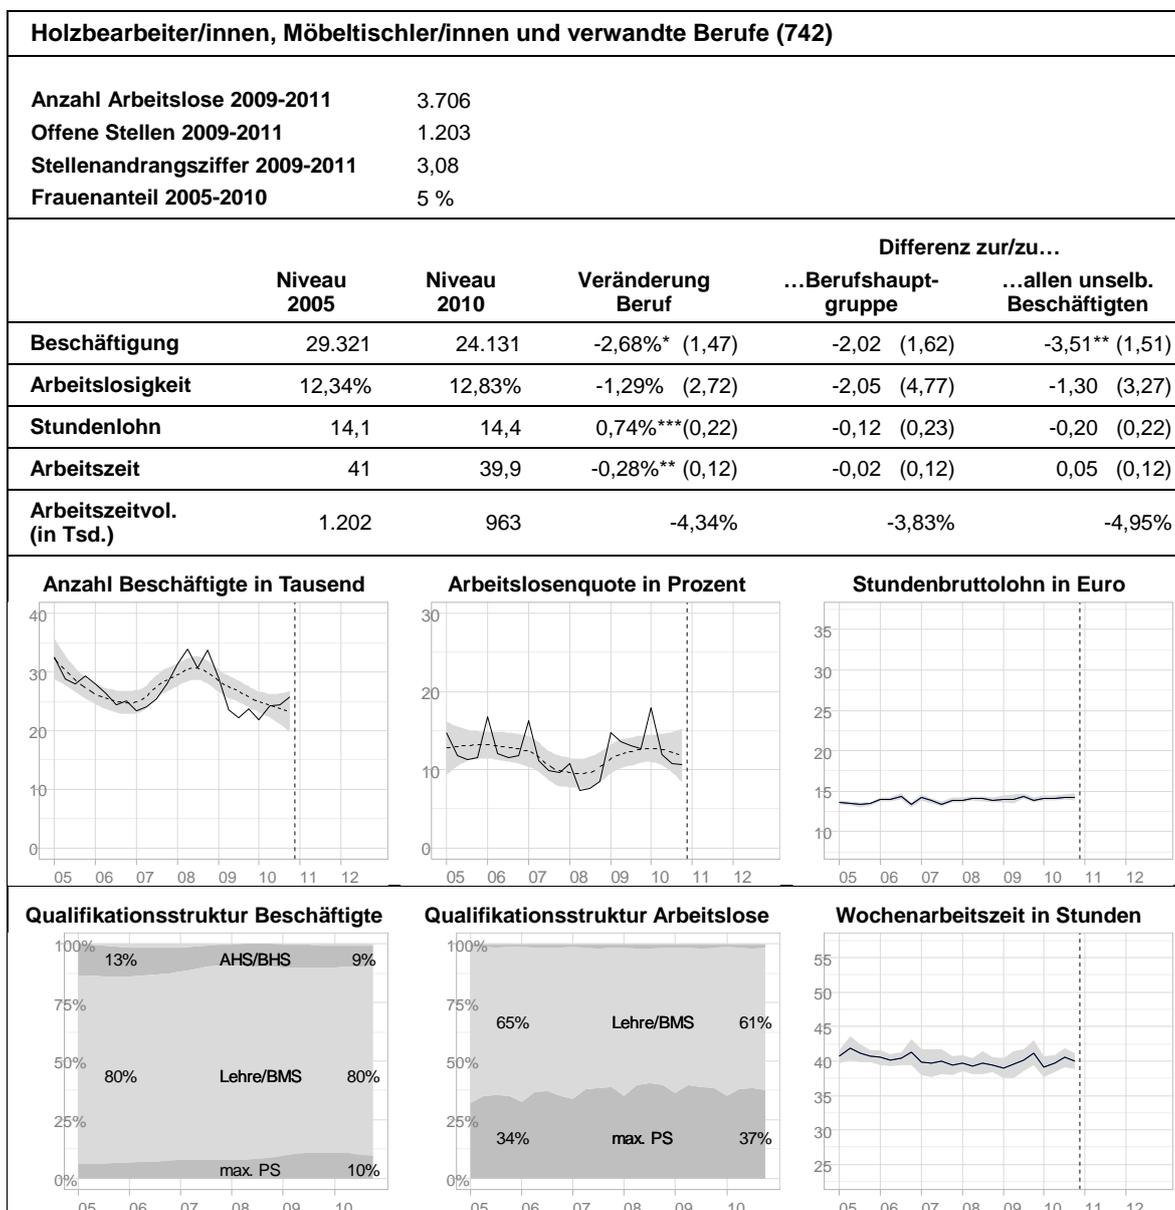 Holzbearbeiter/innen, Möbeltischler/innen und verwandte Berufe (742)
Anzahl Arbeitslose 2009-2011 3.706
Offene Stellen 2009-2011 1.203
Stellenandrangsziffer 2009-2011 3,08
Frauenanteil 2005-2010 5 %
Differenz zur/zu…
Niveau Niveau Veränderung …Berufshaupt- …allen unselb.
2005 2010 Beruf gruppe Beschäftigten
Beschäftigung 29.321 24.131 -2,68%* (1,47) -2,02 (1,62) -3,51** (1,51)
Arbeitslosigkeit 12,34% 12,83% -1,29% (2,72) -2,05 (4,77) -1,30 (3,27)
Stundenlohn 14,1 14,4 0,74%***(0,22) -0,12 (0,23) -0,20 (0,22)
Arbeitszeit 41 39,9 -0,28%** (0,12) -0,02 (0,12) 0,05 (0,12)
Arbeitszeitvol.
(in Tsd.) 1.202 963 -4,34% -3,83% -4,95%
Anzahl Beschäftigte in Tausend
40
30
20
10
0
05 06 07 08 09 10 11 12
Arbeitslosenquote in Prozent
30
20
10
0
05 06 07 08 09 10 11 12
Stundenbruttolohn in Euro
35
30
25
20
15
10
05 06 07 08 09 10 11 12
Qualifikationsstruktur Beschäftigte
100%
13% AHS/BHS 9%
75%
80% Lehre/BMS 80%
50%
25%
max. PS 10%
0%
05 06 07 08 09 10
Qualifikationsstruktur Arbeitslose
100%
75%
65% Lehre/BMS 61%
50%
25%
34% max. PS 37%
0%
05 06 07 08 09 10
Wochenarbeitszeit in Stunden
55
50
45
40
35
30
25
05 06 07 08 09 10 11 12